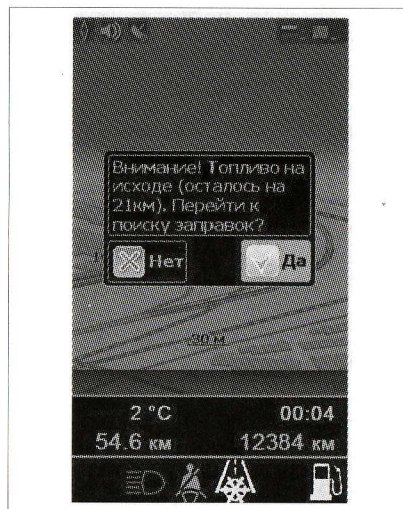 Внимание! Топливо на
исходе (осталось на
21км). Перейти к
поиску заправок?
Нет
Да
30 м
2 °C
00:04
54.6 км
12384 км